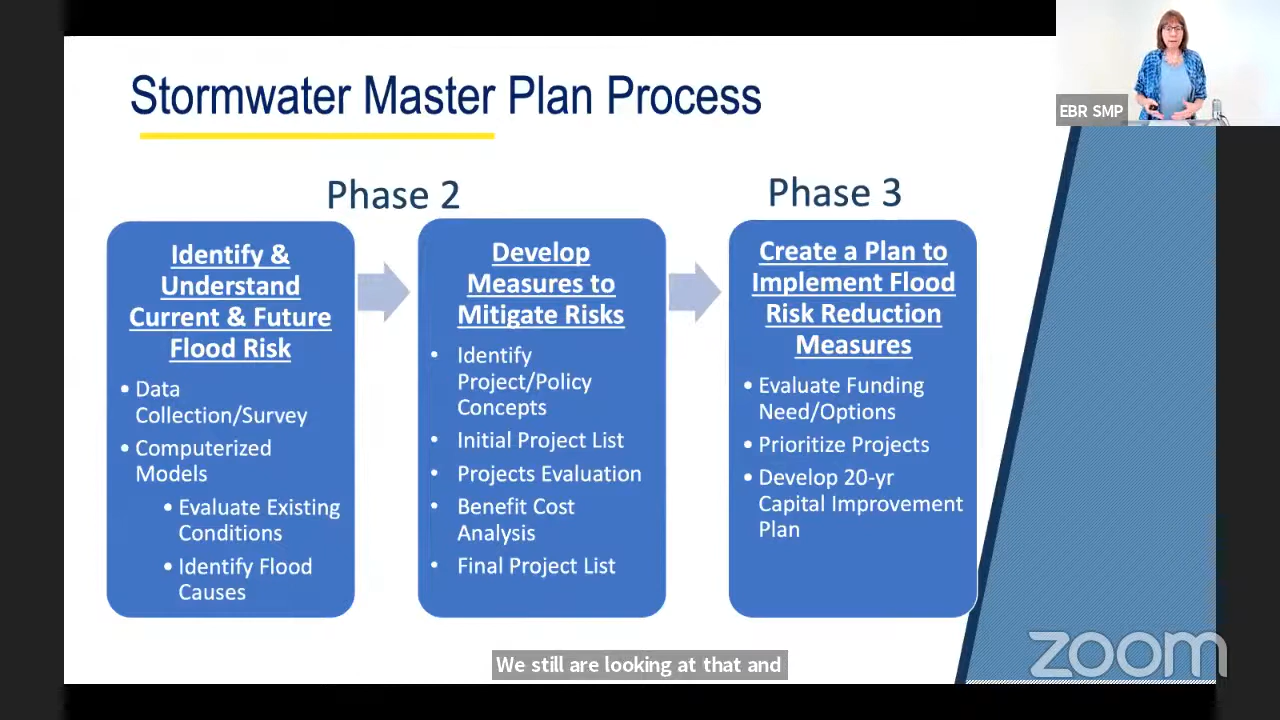 Stormwater Master Plan Process
EBR SMP
Phase 2
Phase 3
Identify &
Understand
Current & Future
Flood Risk
• Data
Collection/Survey
• Computerized
Models
• Evaluate Existing
Conditions
• Identify Flood
Causes
Develop
Measures to
Mitigate Risks
• Identify
Project/Policy
Concepts
• Initial Project List
• Projects Evaluation
• Benefit Cost
Analysis
• Final Project List
Create a Plan to
Implement Flood
Risk Reduction
Measures
• Evaluate Funding
Need/Options
• Prioritize Projects
• Develop 20-yr
Capital Improvement
Plan
We still are looking at that and
zoom